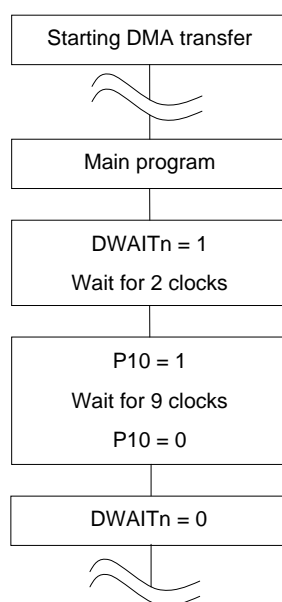 Starting DMA transfer
Main program
DWAITn = 1
Wait for 2 clocks
P10 = 1
Wait for 9 clocks
P10 = 0
DWAITn = 0